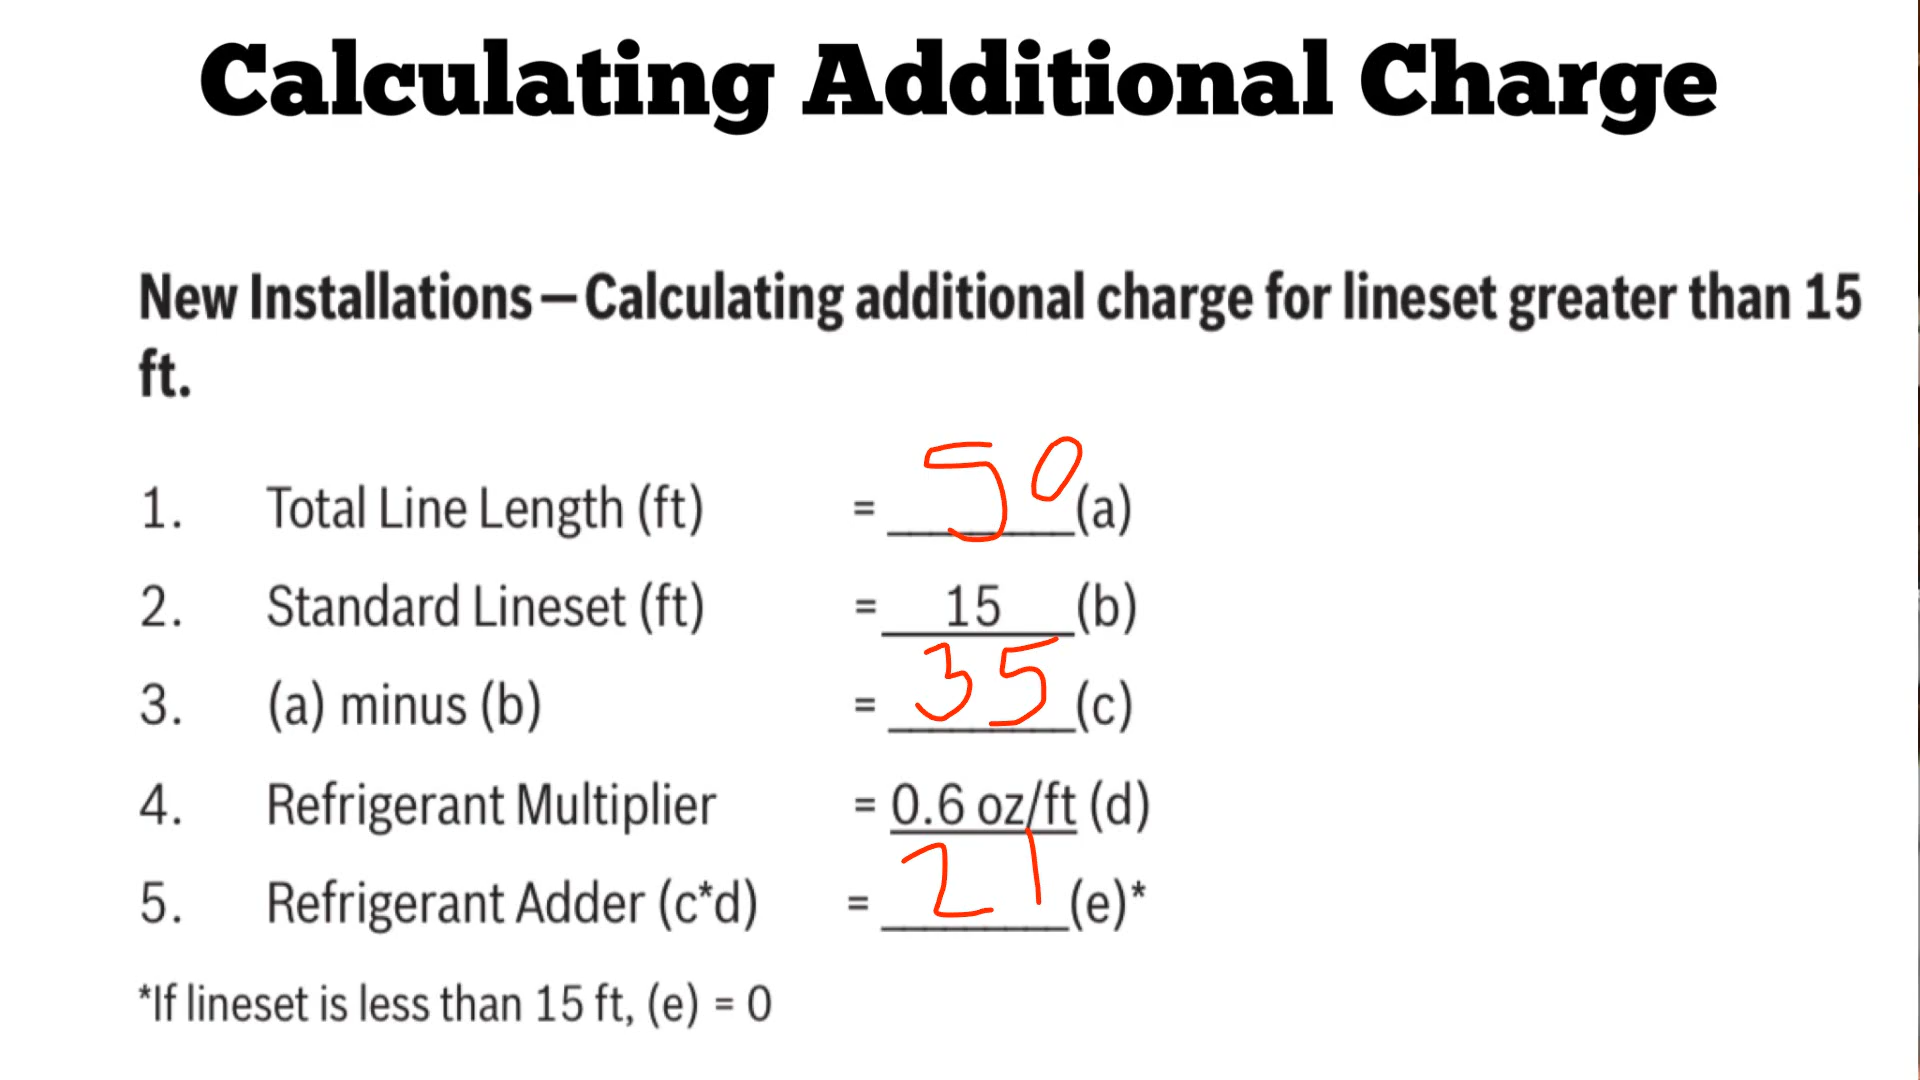 Calculating Additional Charge
New Installations—Calculating additional charge for lineset greater than 15
ft.
1. Total Line Length (ft) = 50 (a)
2. Standard Lineset (ft) = 15 (b)
3. (a) minus (b) = 35 (c)
4. Refrigerant Multiplier = 0.6 oz/ft (d)
5. Refrigerant Adder (c*d) = 21 (e)*
*If lineset is less than 15 ft, (e) = 0